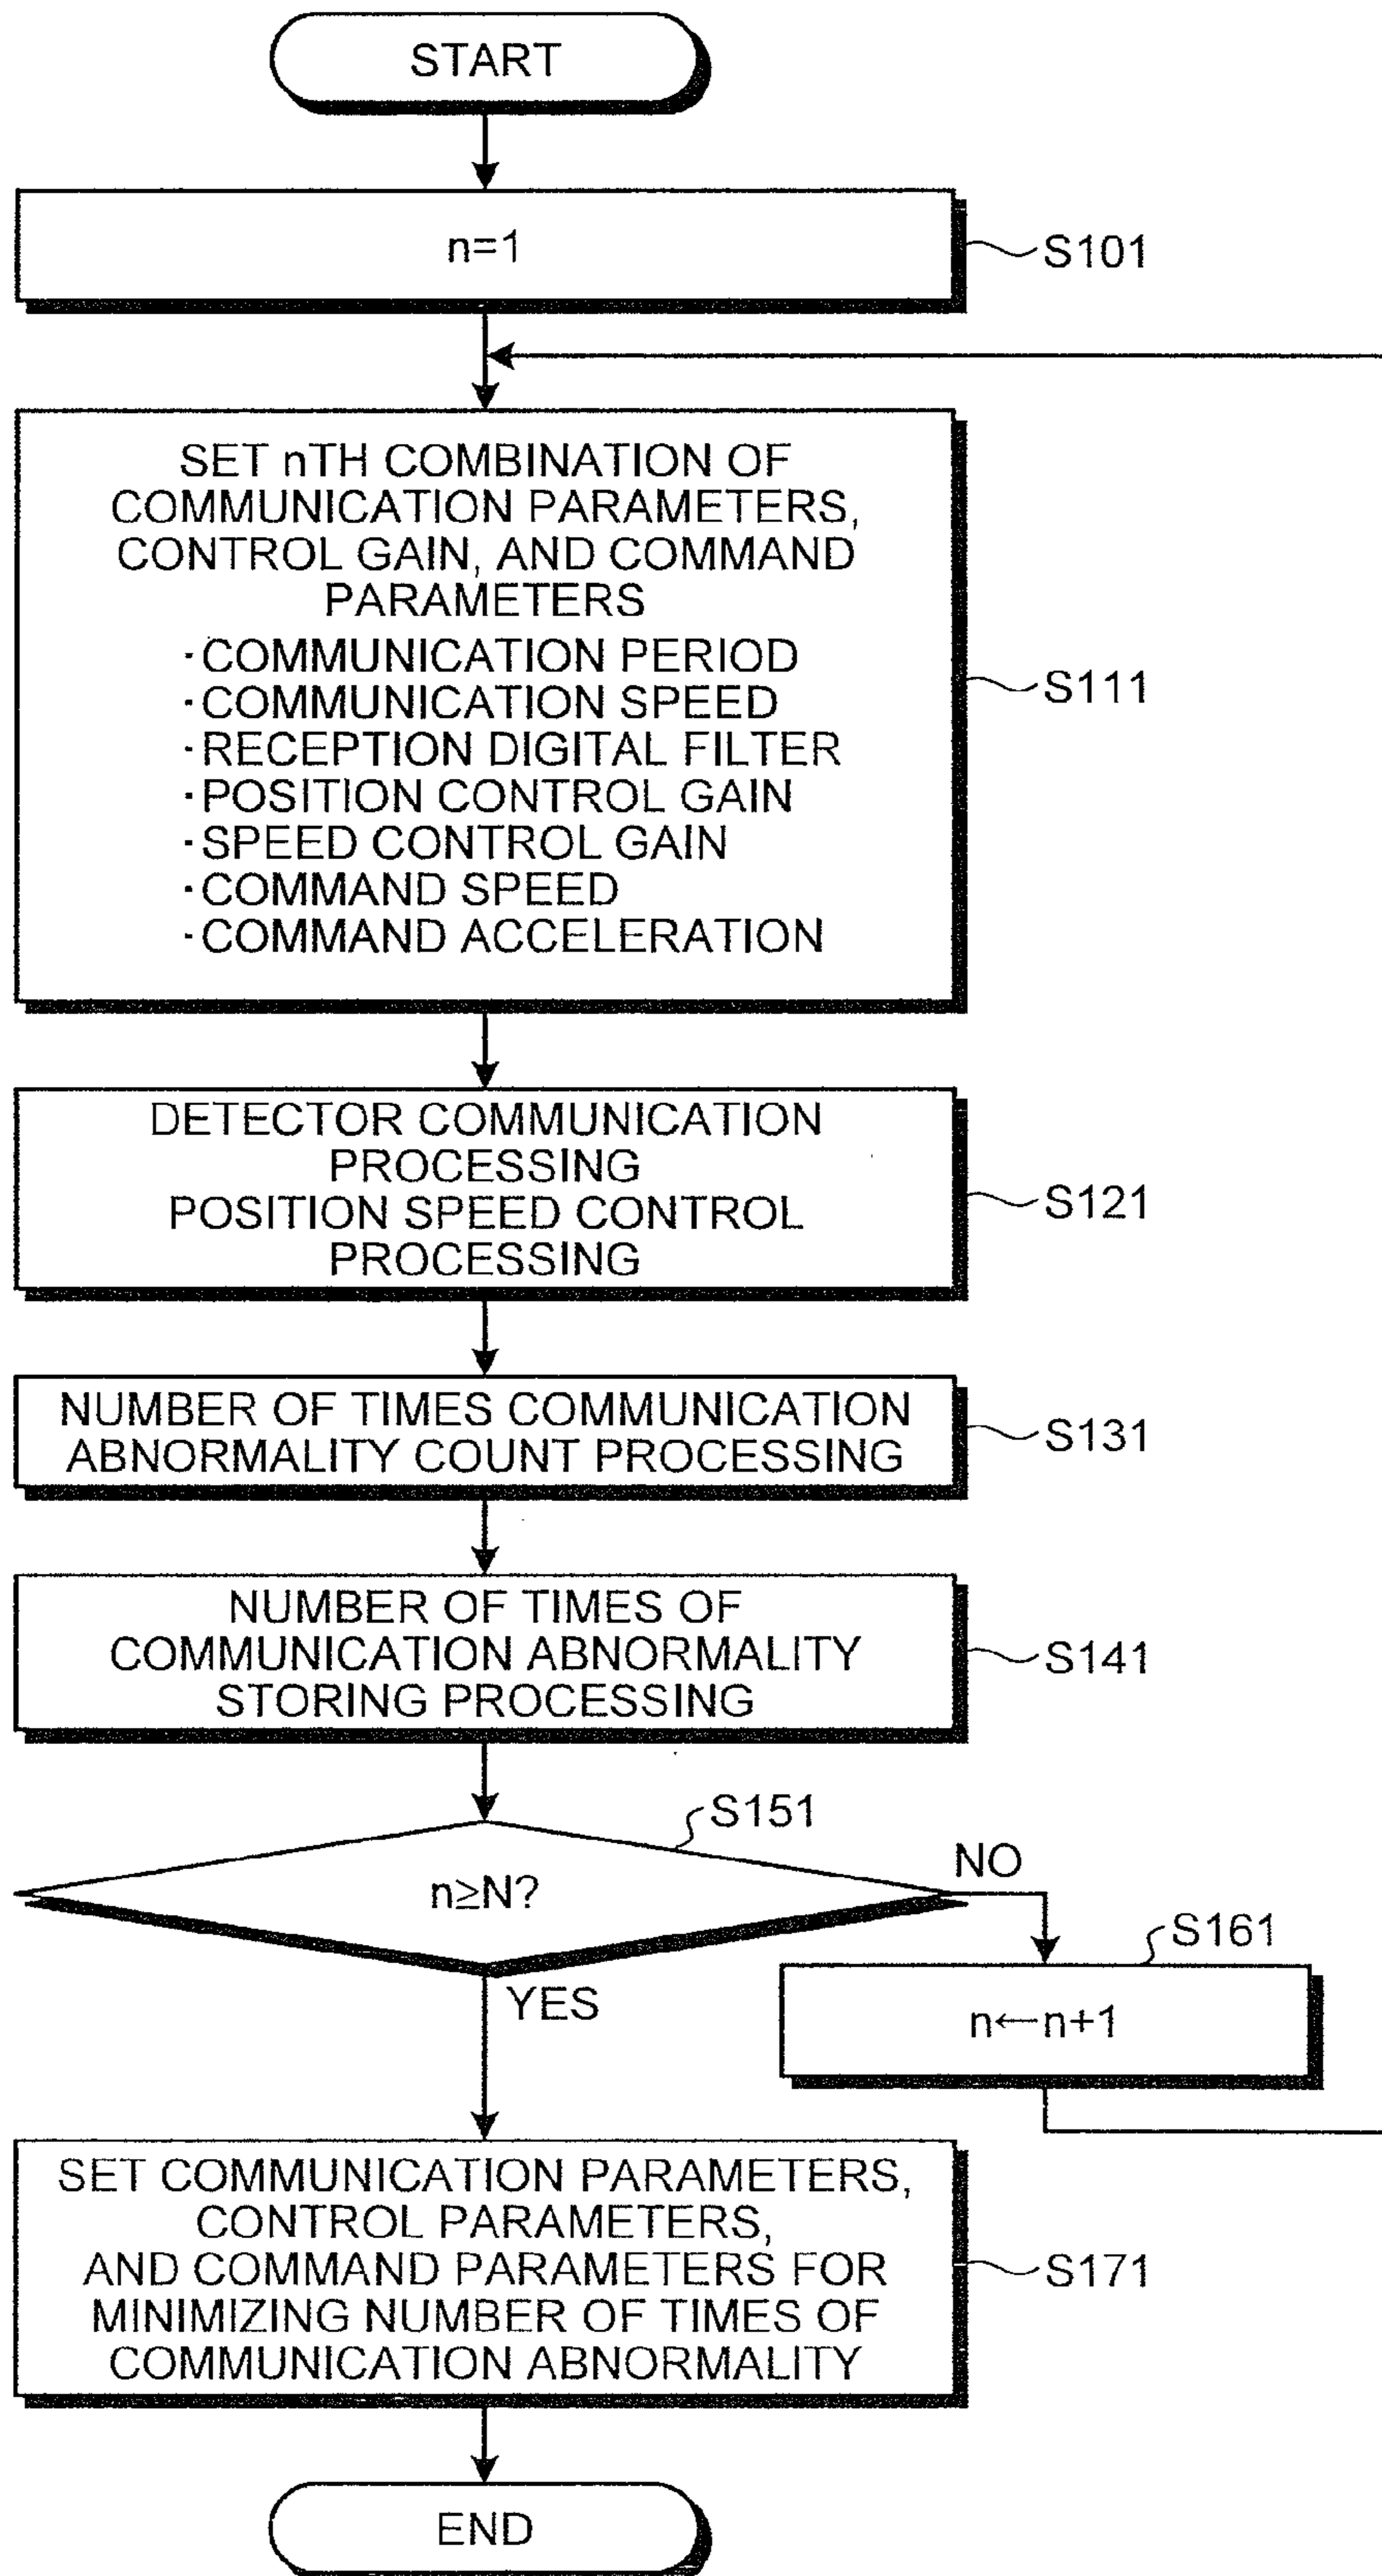 START
n=1
S101
SET nTH COMBINATION OF
COMMUNICATION PARAMETERS,
CONTROL GAIN, AND COMMAND
PARAMETERS
·COMMUNICATION PERIOD
·COMMUNICATION SPEED
·RECEPTION DIGITAL FILTER
·POSITION CONTROL GAIN
·SPEED CONTROL GAIN
·COMMAND SPEED
·COMMAND ACCELERATION
S111
DETECTOR COMMUNICATION
PROCESSING
POSITION SPEED CONTROL
PROCESSING
S121
NUMBER OF TIMES COMMUNICATION
ABNORMALITY COUNT PROCESSING
S131
NUMBER OF TIMES OF
COMMUNICATION ABNORMALITY
STORING PROCESSING
S141
S151
n≥N?
NO
YES
S161
n←n+1
SET COMMUNICATION PARAMETERS,
CONTROL PARAMETERS,
AND COMMAND PARAMETERS FOR
MINIMIZING NUMBER OF TIMES OF
COMMUNICATION ABNORMALITY
S171
END